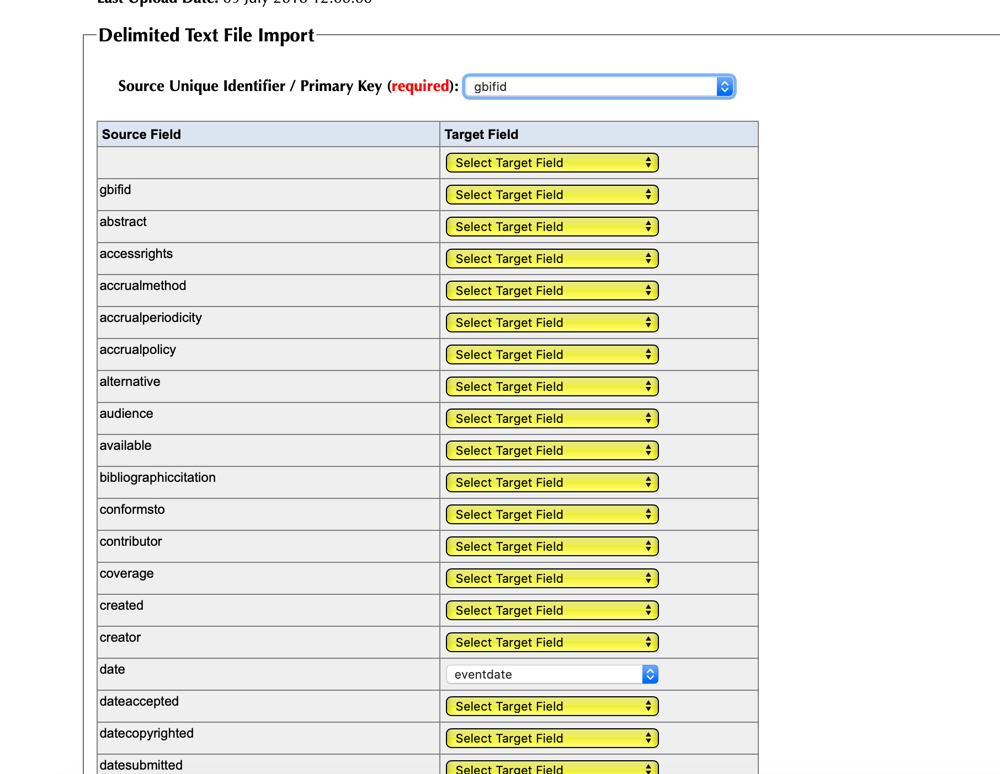 Last Upload Date: 09 July 2018 12:00:00
Delimited Text File Import
Source Unique Identifier / Primary Key (required): gbifid
Source Field Target Field
Select Target Field
gbifid Select Target Field
abstract Select Target Field
accessrights Select Target Field
accrualmethod Select Target Field
accrualperiodicity Select Target Field
accrualpolicy Select Target Field
alternative Select Target Field
audience Select Target Field
available Select Target Field
bibliographiccitation Select Target Field
conformsto Select Target Field
contributor Select Target Field
coverage Select Target Field
created Select Target Field
creator Select Target Field
date eventdate
dateaccepted Select Target Field
datecopyrighted Select Target Field
datesubmitted Select Target Field